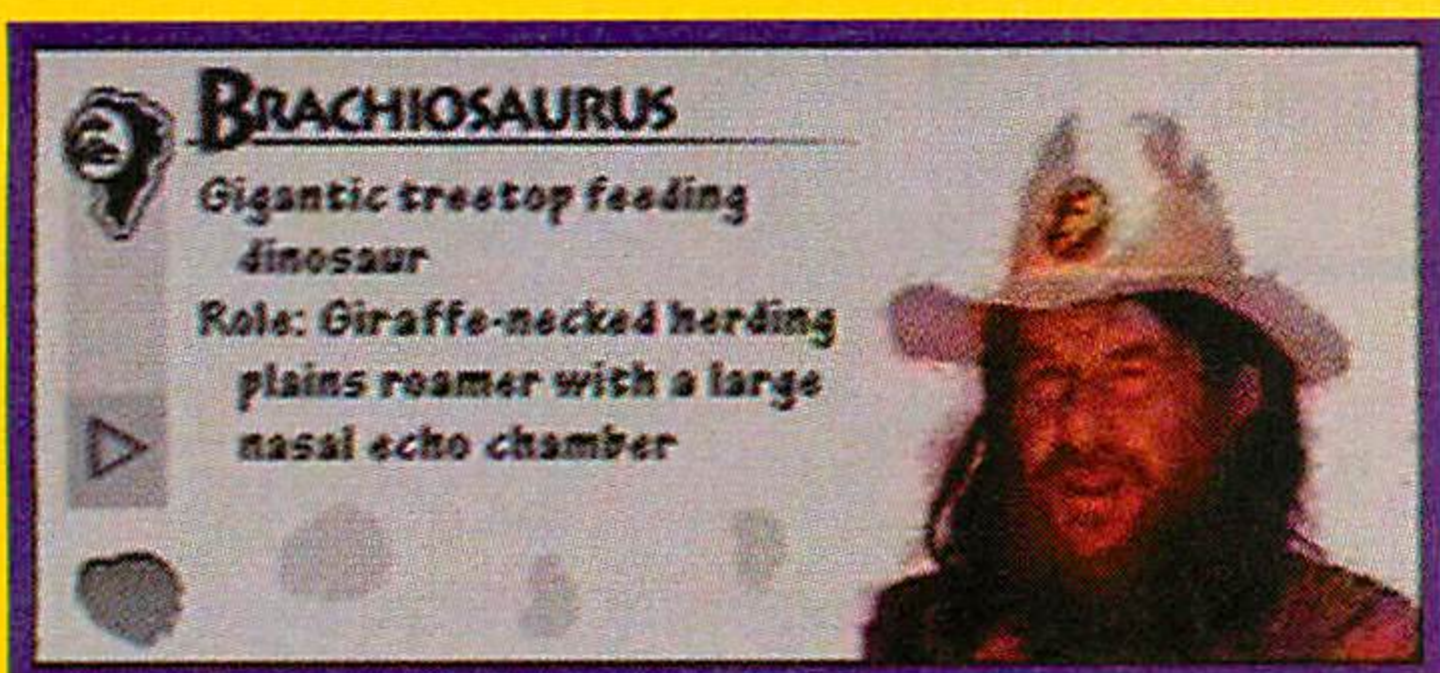 BRACHIOSAURUS
Gigantic treetop feeding
dinosaur
Role: Giraffe-necked herding
plains roamer with a large
nasal echo chamber